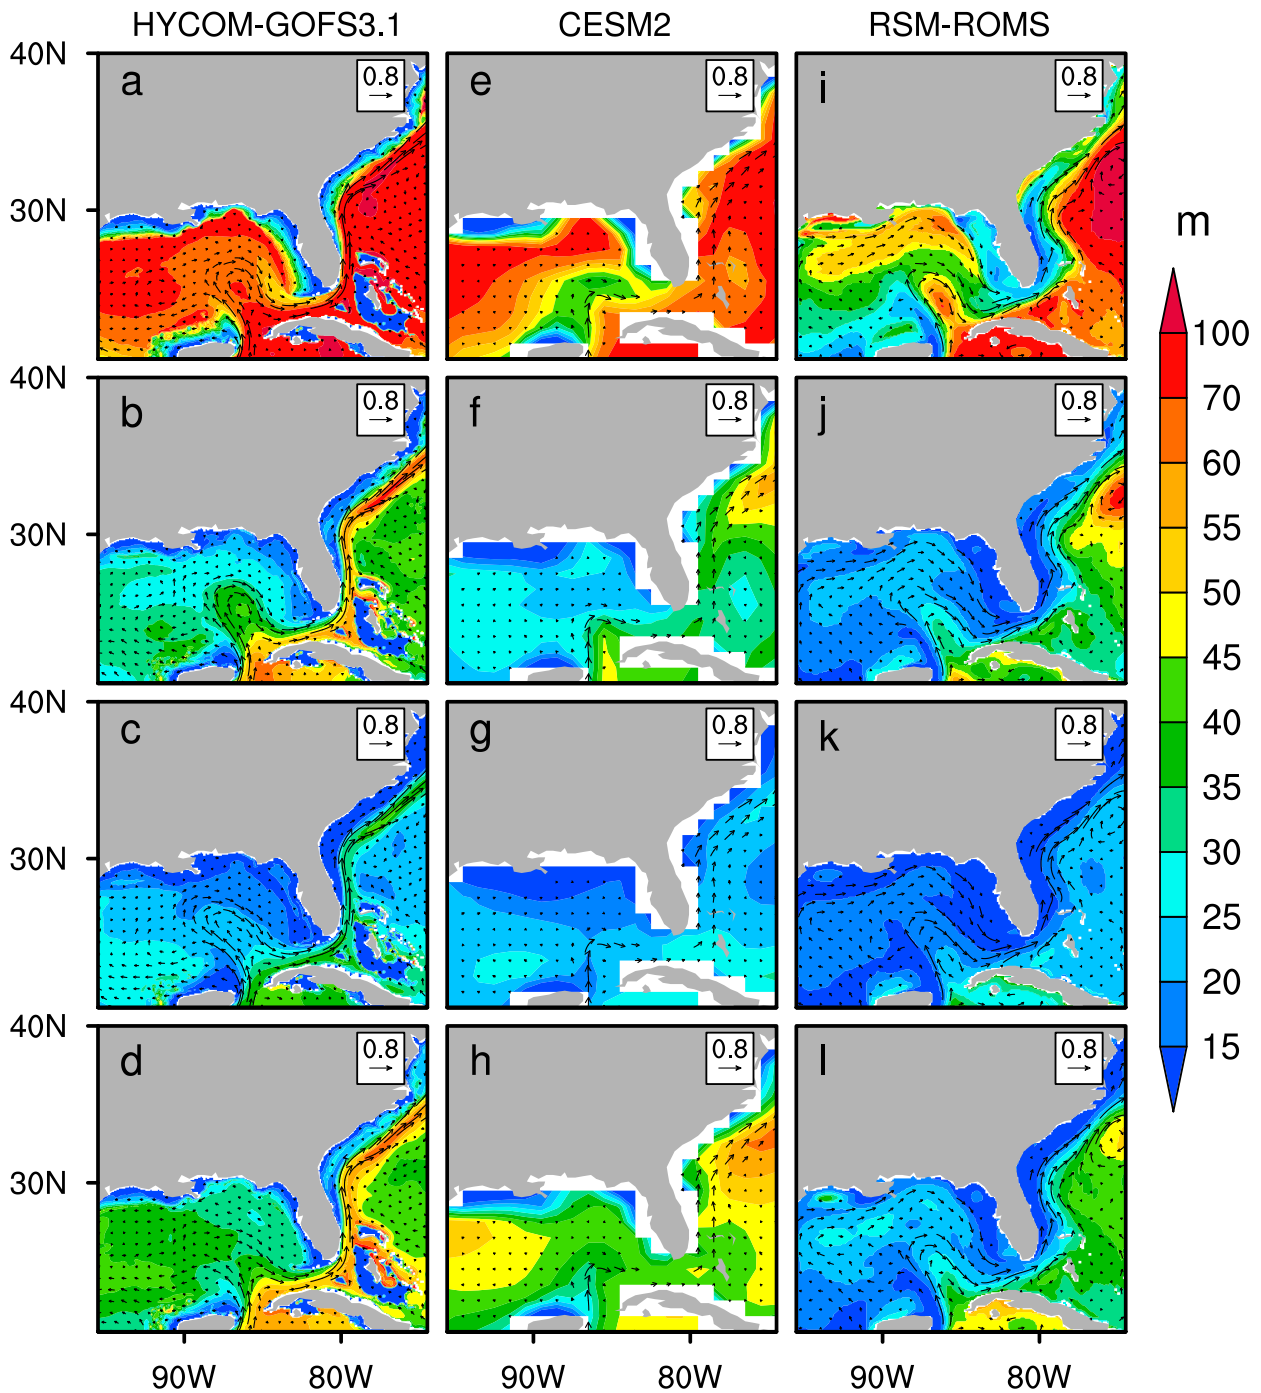 HYCOM-GOFS3.1 CESM2 RSM-ROMS
40N a 0.8 e 0.8 i 0.8
30N
m
40N b 0.8 f 0.8 j 0.8
30N
40N c 0.8 g 0.8 k 0.8
30N
40N d 0.8 h 0.8 l 0.8
30N
100
70
60
55
50
45
40
35
30
25
20
15
90W 80W 90W 80W 90W 80W